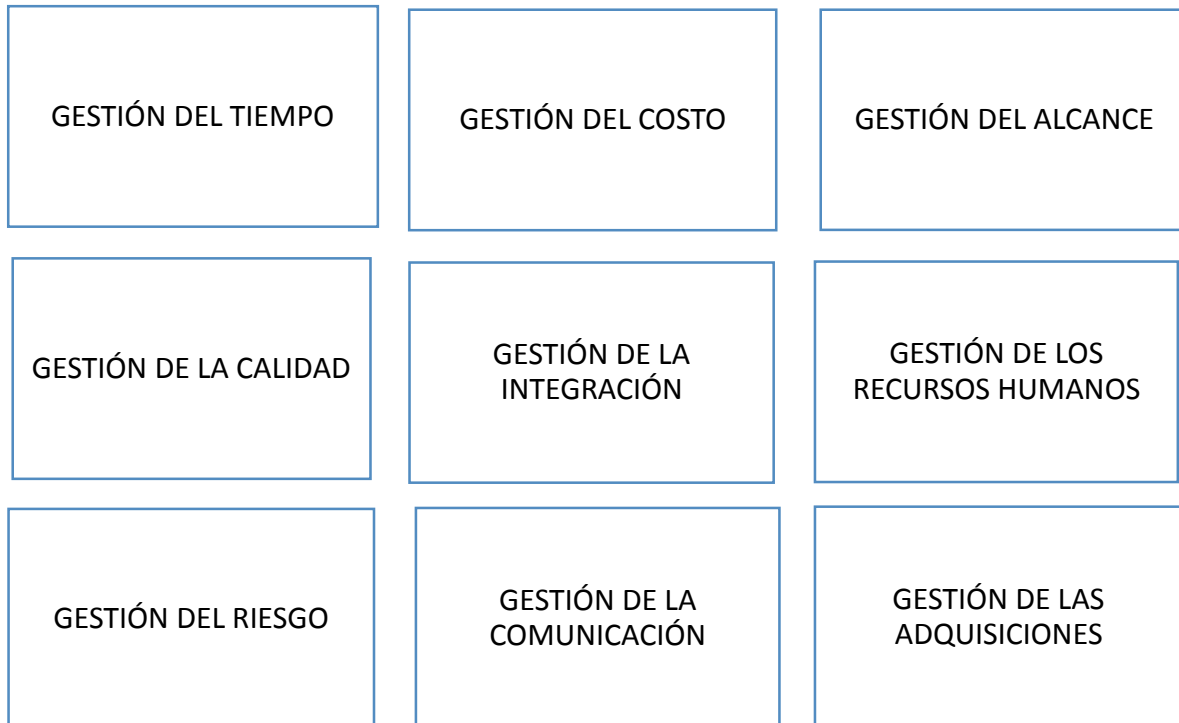 GESTIÓN DEL TIEMPO
GESTIÓN DEL COSTO
GESTIÓN DEL ALCANCE
GESTIÓN DE LA CALIDAD
GESTIÓN DE LA
INTEGRACIÓN
GESTIÓN DE LOS
RECURSOS HUMANOS
GESTIÓN DEL RIESGO
GESTIÓN DE LA
COMUNICACIÓN
GESTIÓN DE LAS
ADQUISICIONES